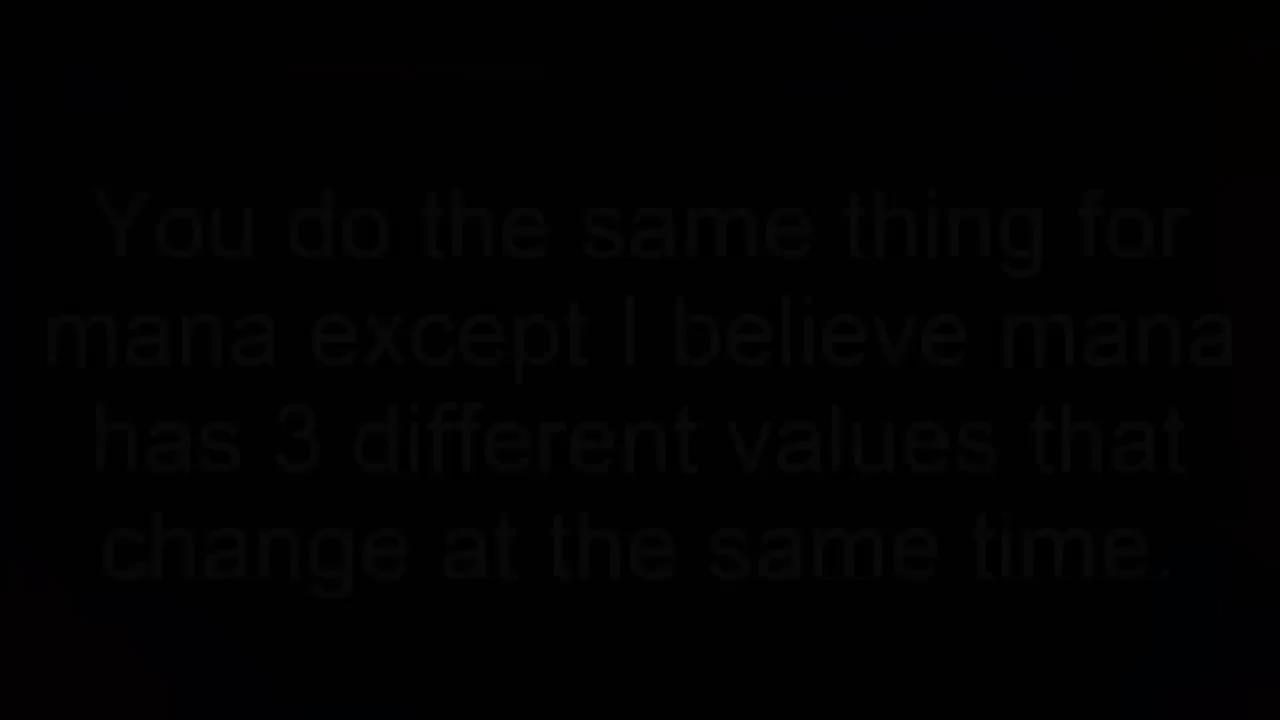 You do the same thing for
mana except I believe mana
has 3 different values that
change at the same time.